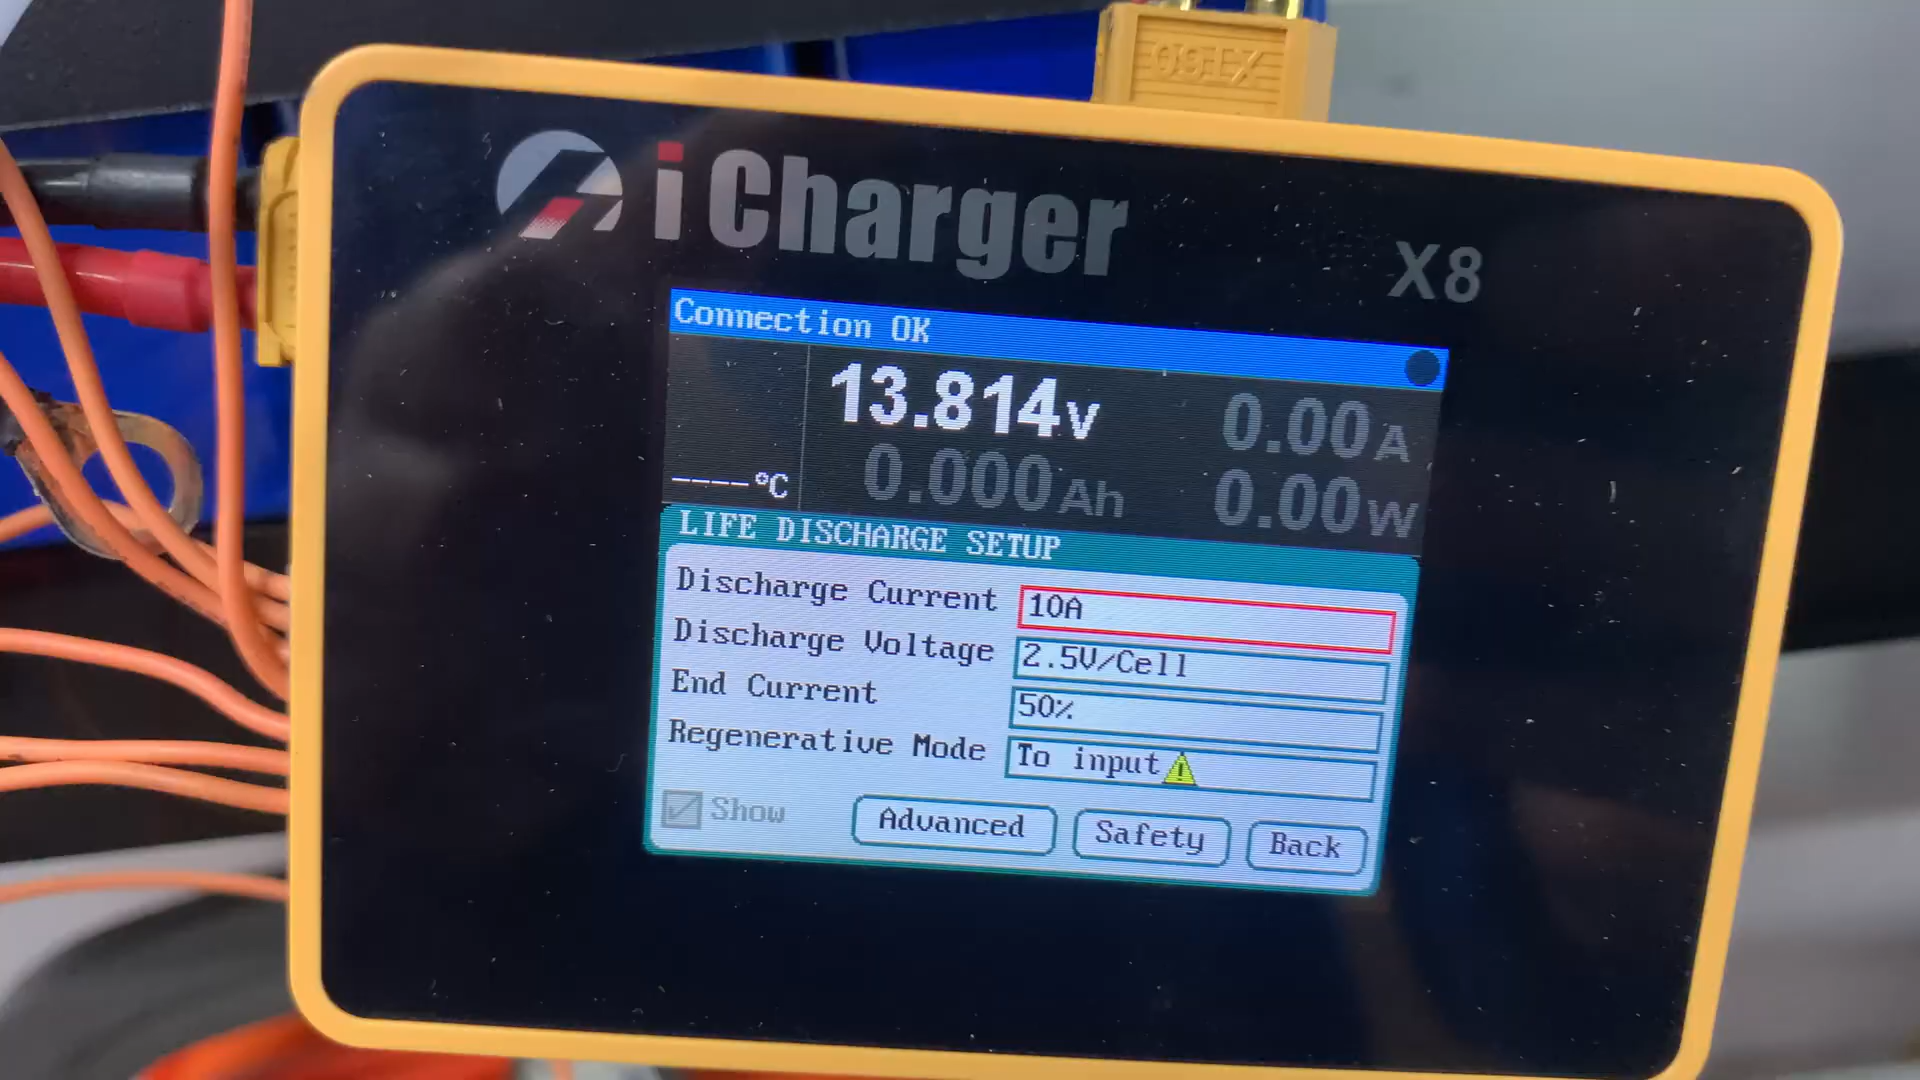 XT60
iCharger
X8
Connection OK
13.814V
0.00A
----°C
0.000Ah
0.00W
LIFE DISCHARGE SETUP
Discharge Current 10A
Discharge Voltage 2.5V/Cell
End Current 50%
Regenerative Mode To input
Show
Advanced
Safety
Back